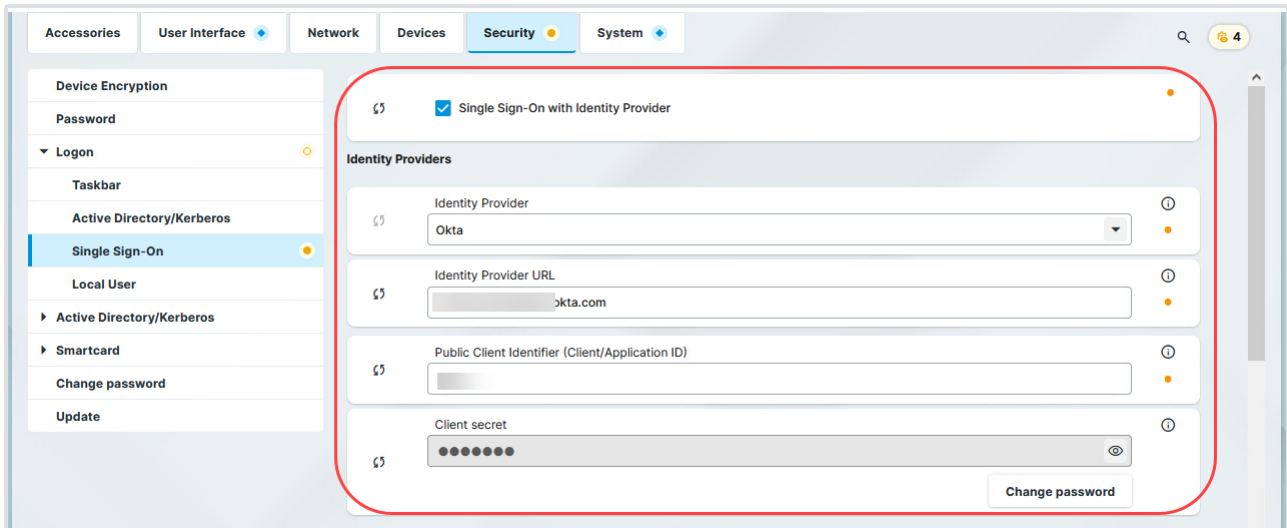 Accessories
User Interface
Network
Devices
Security
System
4
Device Encryption
Password
Logon
Taskbar
Active Directory/Kerberos
Single Sign-On
Local User
Active Directory/Kerberos
Smartcard
Change password
Update
Single Sign-On with Identity Provider
Identity Providers
Identity Provider
Okta
Identity Provider URL
okta.com
Public Client Identifier (Client/Application ID)
Client secret
Change password